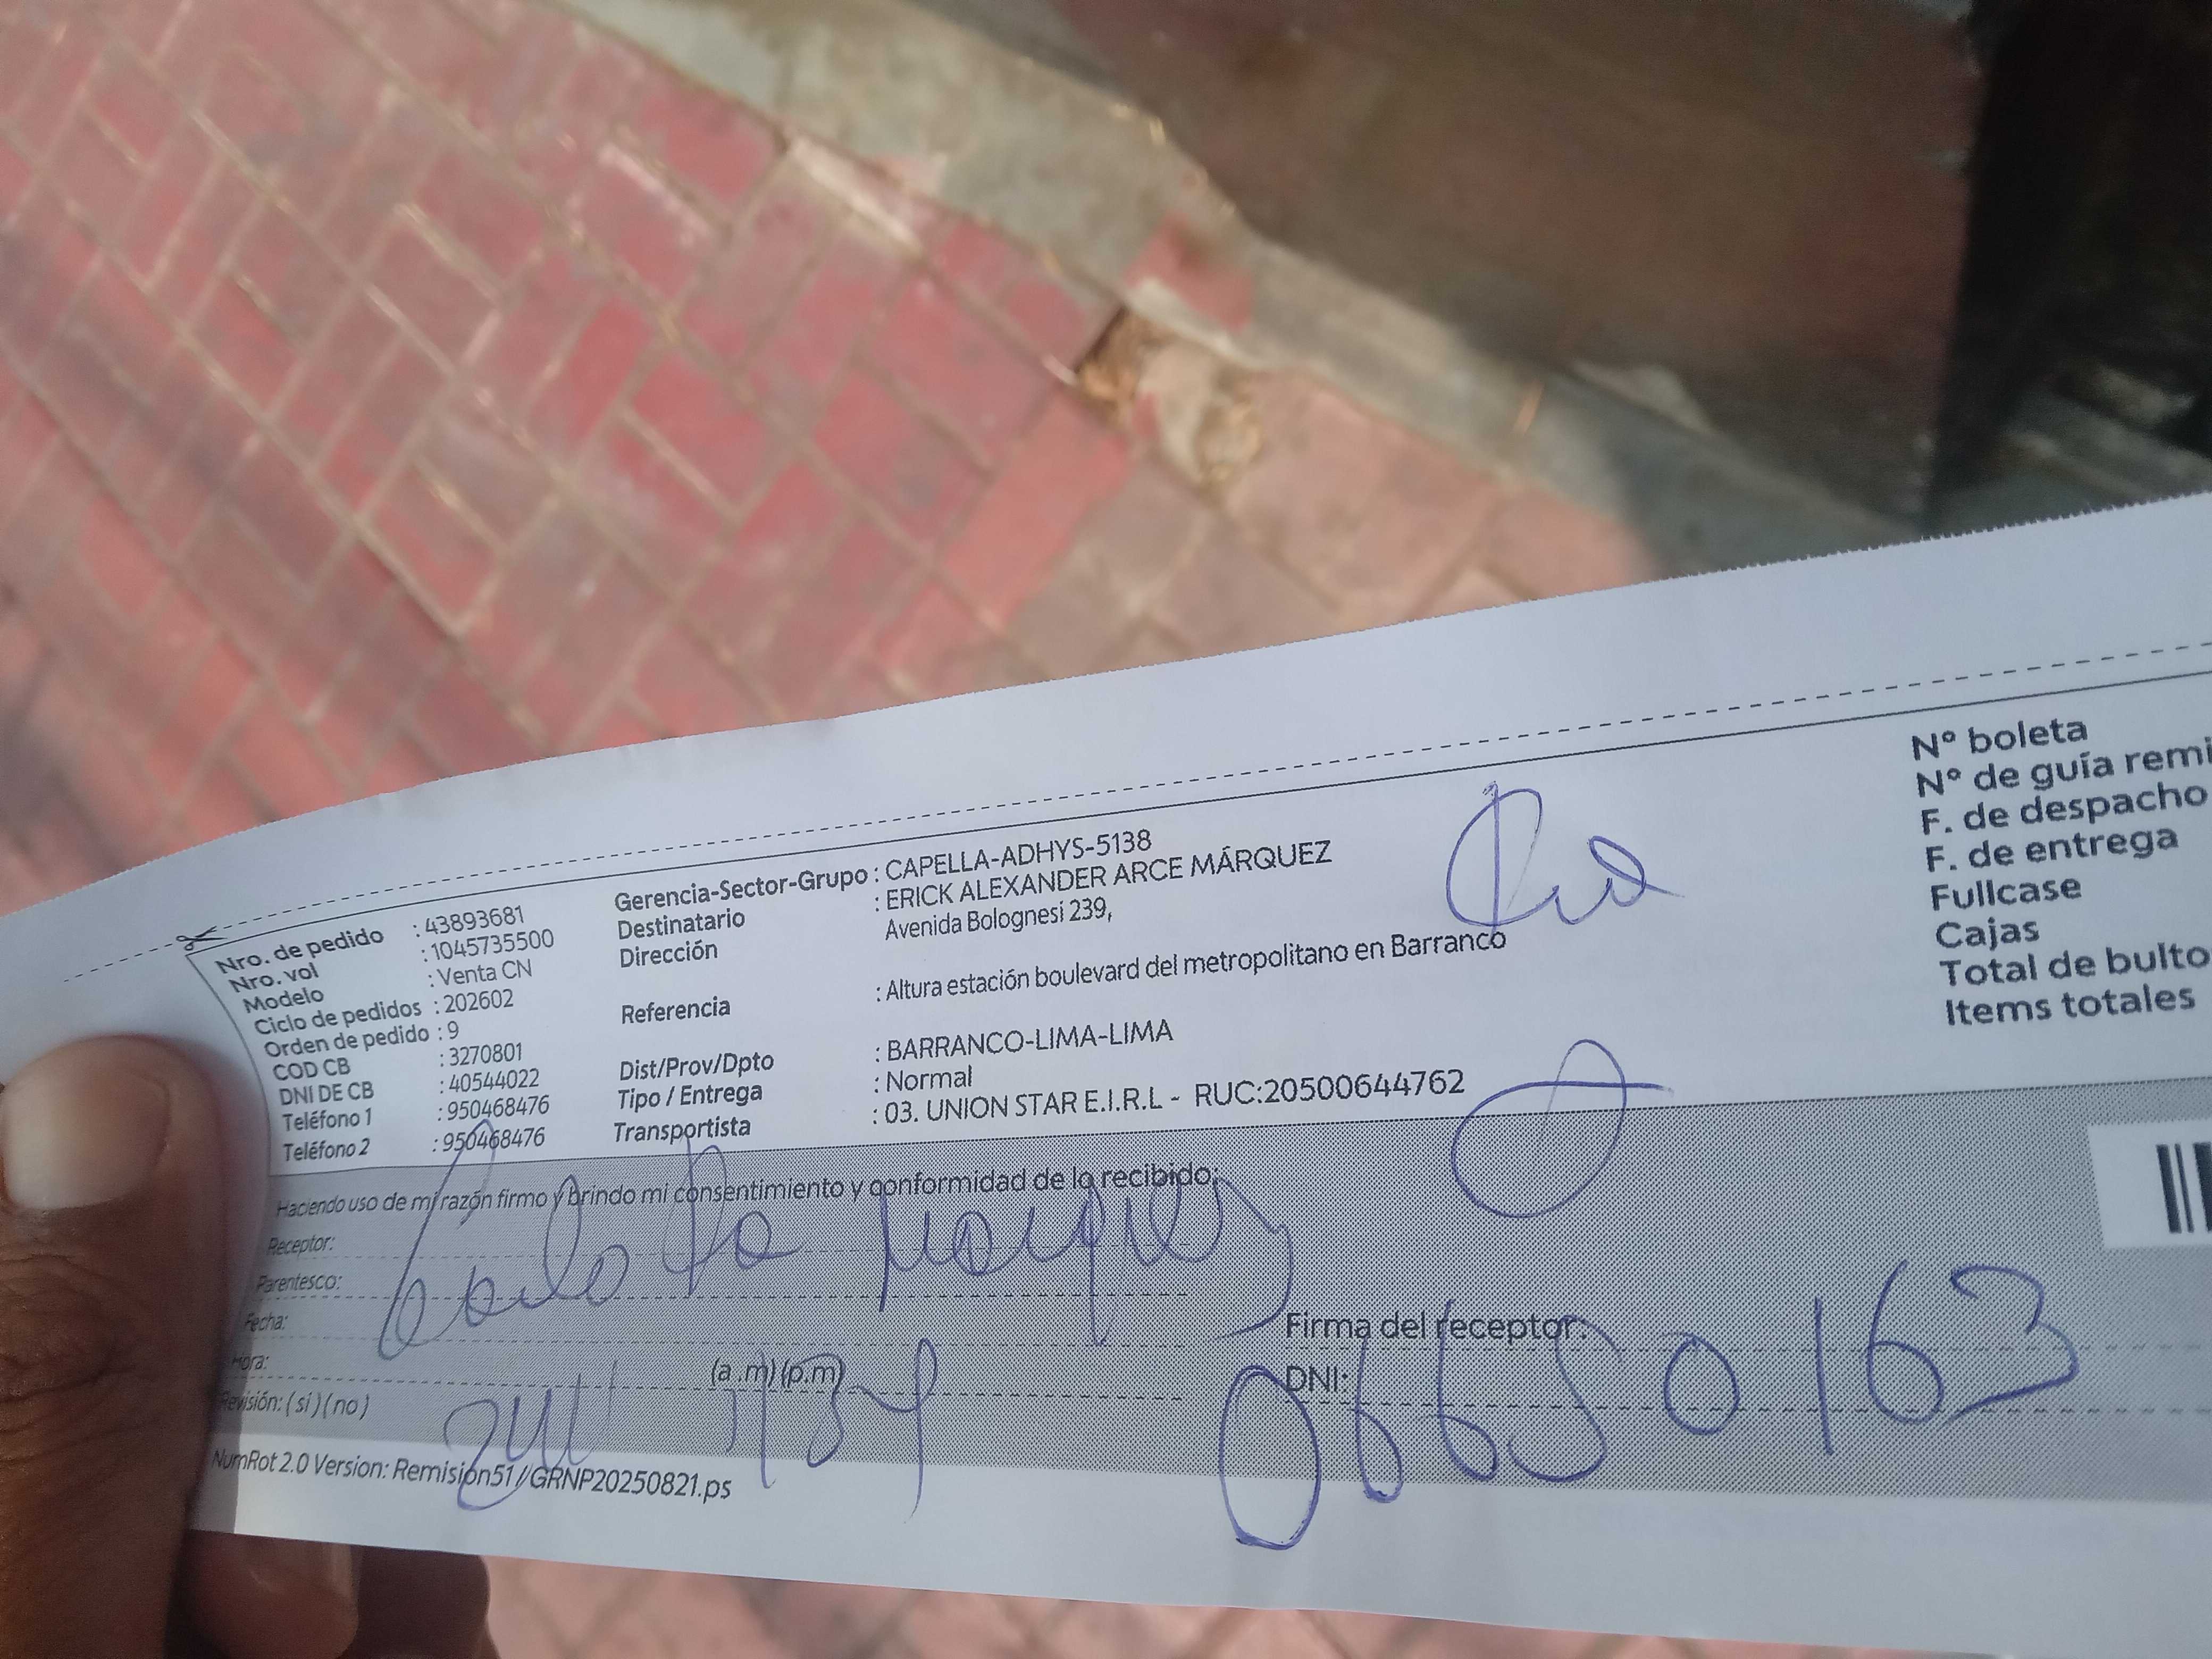 Nro. de pedido : 43893681
Nro. vol : 1045735500
Modelo : Venta CN
Ciclo de pedidos : 202602
Orden de pedido : 9
COD CB : 3270801
DNI DE CB : 40544022
Teléfono 1 : 950468476
Teléfono 2 : 950468476
Gerencia-Sector-Grupo : CAPELLA-ADHYS-5138
Destinatario : ERICK ALEXANDER ARCE MÁRQUEZ
Dirección Avenida Bolognesi 239,
Referencia : Altura estación boulevard del metropolitano en Barranco
Dist/Prov/Dpto : BARRANCO-LIMA-LIMA
Tipo / Entrega : Normal
Transportista : 03. UNION STAR E.I.R.L - RUC:20500644762
N° boleta
N° de guía remi
F. de despacho
F. de entrega
Fullcase
Cajas
Total de bulto
Items totales
Haciendo uso de mi razón firmo y brindo mi consentimiento y conformidad de lo recibido:
Receptor:
Parentesco:
Fecha:
Hora: (a.m)(p.m)
Revisión: (si)(no)
Firma del receptor:
DNI: 06650163
NumRot 2.0 Version: Remision51//GRNP20250821.ps